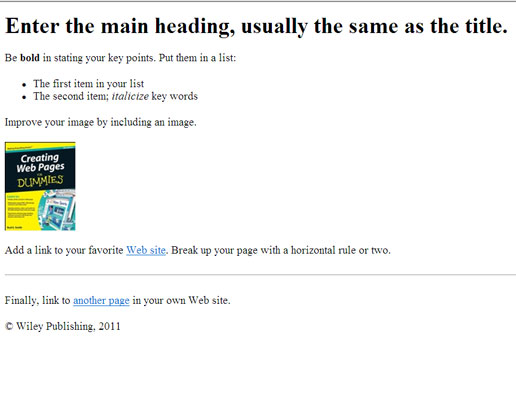 Enter the main heading, usually the same as the title.
Be bold in stating your key points. Put them in a list:
• The first item in your list
• The second item; italicize key words
Improve your image by including an image.
Creating
Web Pages
FOR
DUMMIES
Add a link to your favorite Web site. Break up your page with a horizontal rule or two.
Finally, link to another page in your own Web site.
© Wiley Publishing, 2011